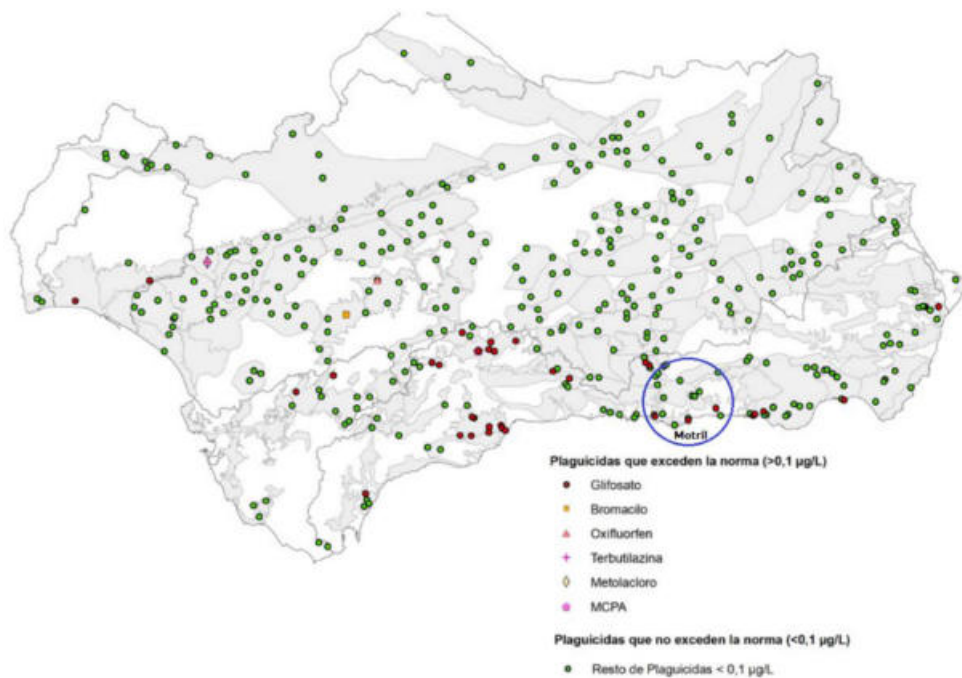 Motril
Plaguicidas que exceden la norma (>0,1 µg/L)
Glifosato
Bromacilo
Oxifluorfen
Terbutilazina
Metolacloro
MCPA
Plaguicidas que no exceden la norma (<0,1 µg/L)
Resto de Plaguicidas < 0,1 µg/L